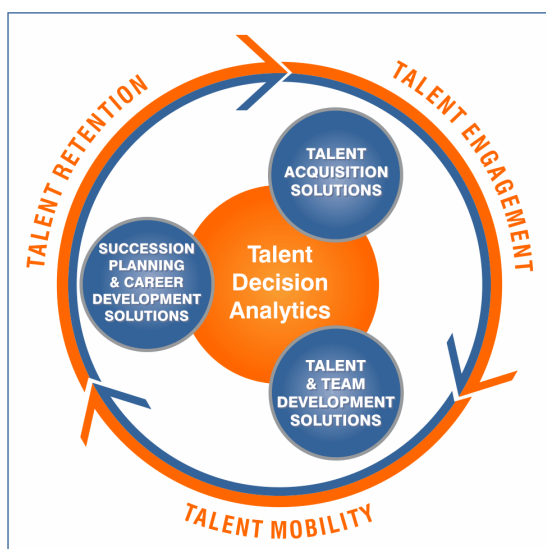 TALENT RETENTION
TALENT ENGAGEMENT
TALENT
ACQUISITION
SOLUTIONS
SUCCESSION
PLANNING
& CAREER
DEVELOPMENT
SOLUTIONS
Talent
Decision
Analytics
TALENT
& TEAM
DEVELOPMENT
SOLUTIONS
TALENT MOBILITY